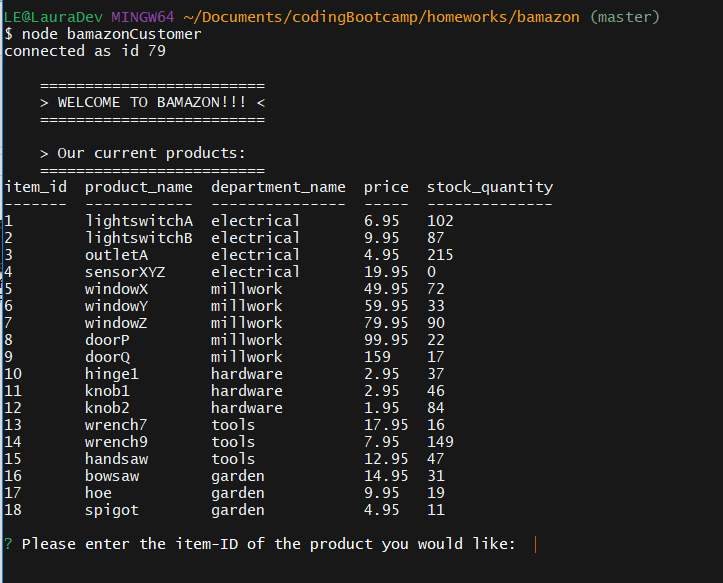 LE@LauraDev MINGW64 ~/Documents/codingBootcamp/homeworks/bamazon (master)
$ node bamazonCustomer
connected as id 79
=========================
> WELCOME TO BAMAZON!!! <
=========================
> Our current products:
=========================
item_id  product_name  department_name  price  stock_quantity
-------  ------------  ---------------  -----  --------------
1        lightswitchA  electrical       6.95   102
2        lightswitchB  electrical       9.95   87
3        outletA       electrical       4.95   215
4        sensorXYZ     electrical       19.95  0
5        windowX       millwork         49.95  72
6        windowY       millwork         59.95  33
7        windowZ       millwork         79.95  90
8        doorP         millwork         99.95  22
9        doorQ         millwork         159    17
10       hinge1        hardware         2.95   37
11       knob1         hardware         2.95   46
12       knob2         hardware         1.95   84
13       wrench7       tools            17.95  16
14       wrench9       tools            7.95   149
15       handsaw       tools            12.95  47
16       bowsaw        garden           14.95  31
17       hoe           garden           9.95   19
18       spigot        garden           4.95   11
? Please enter the item-ID of the product you would like: